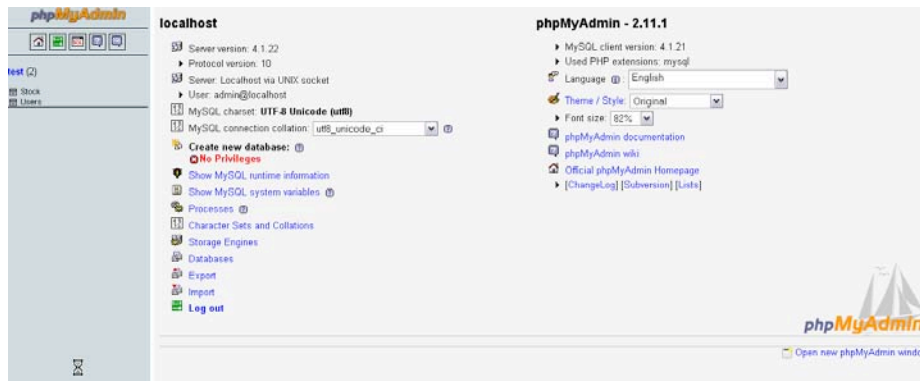 phpMyAdmin
test (2)
Stock
Users
localhost
Server version: 4.1.22
Protocol version: 10
Server: Localhost via UNIX socket
User: admin@localhost
MySQL charset: UTF-8 Unicode (utf8)
MySQL connection collation: utf8_unicode_ci
Create new database:
No Privileges
Show MySQL runtime information
Show MySQL system variables
Processes
Character Sets and Collations
Storage Engines
Databases
Export
Import
Log out
phpMyAdmin - 2.11.1
MySQL client version: 4.1.21
Used PHP extensions: mysql
Language : English
Theme / Style: Original
Font size: 82%
phpMyAdmin documentation
phpMyAdmin wiki
Official phpMyAdmin Homepage
[ChangeLog] [Subversion] [Lists]
phpMyAdmin
Open new phpMyAdmin windo